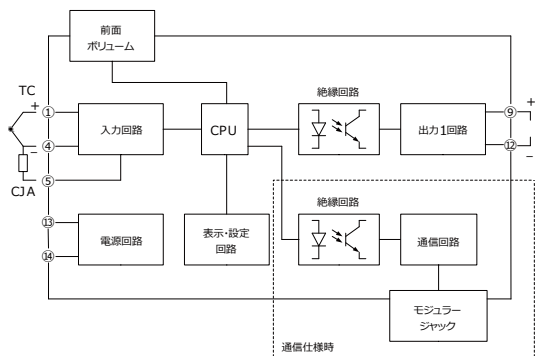 前面
ボリューム
TC
+
①
④
−
⑤
CJA
入力回路
CPU
絶縁回路
出力1回路
⑨
+
⑫
−
⑬
⑭
電源回路
表示・設定
回路
絶縁回路
通信回路
モジュラー
ジャック
通信仕様時